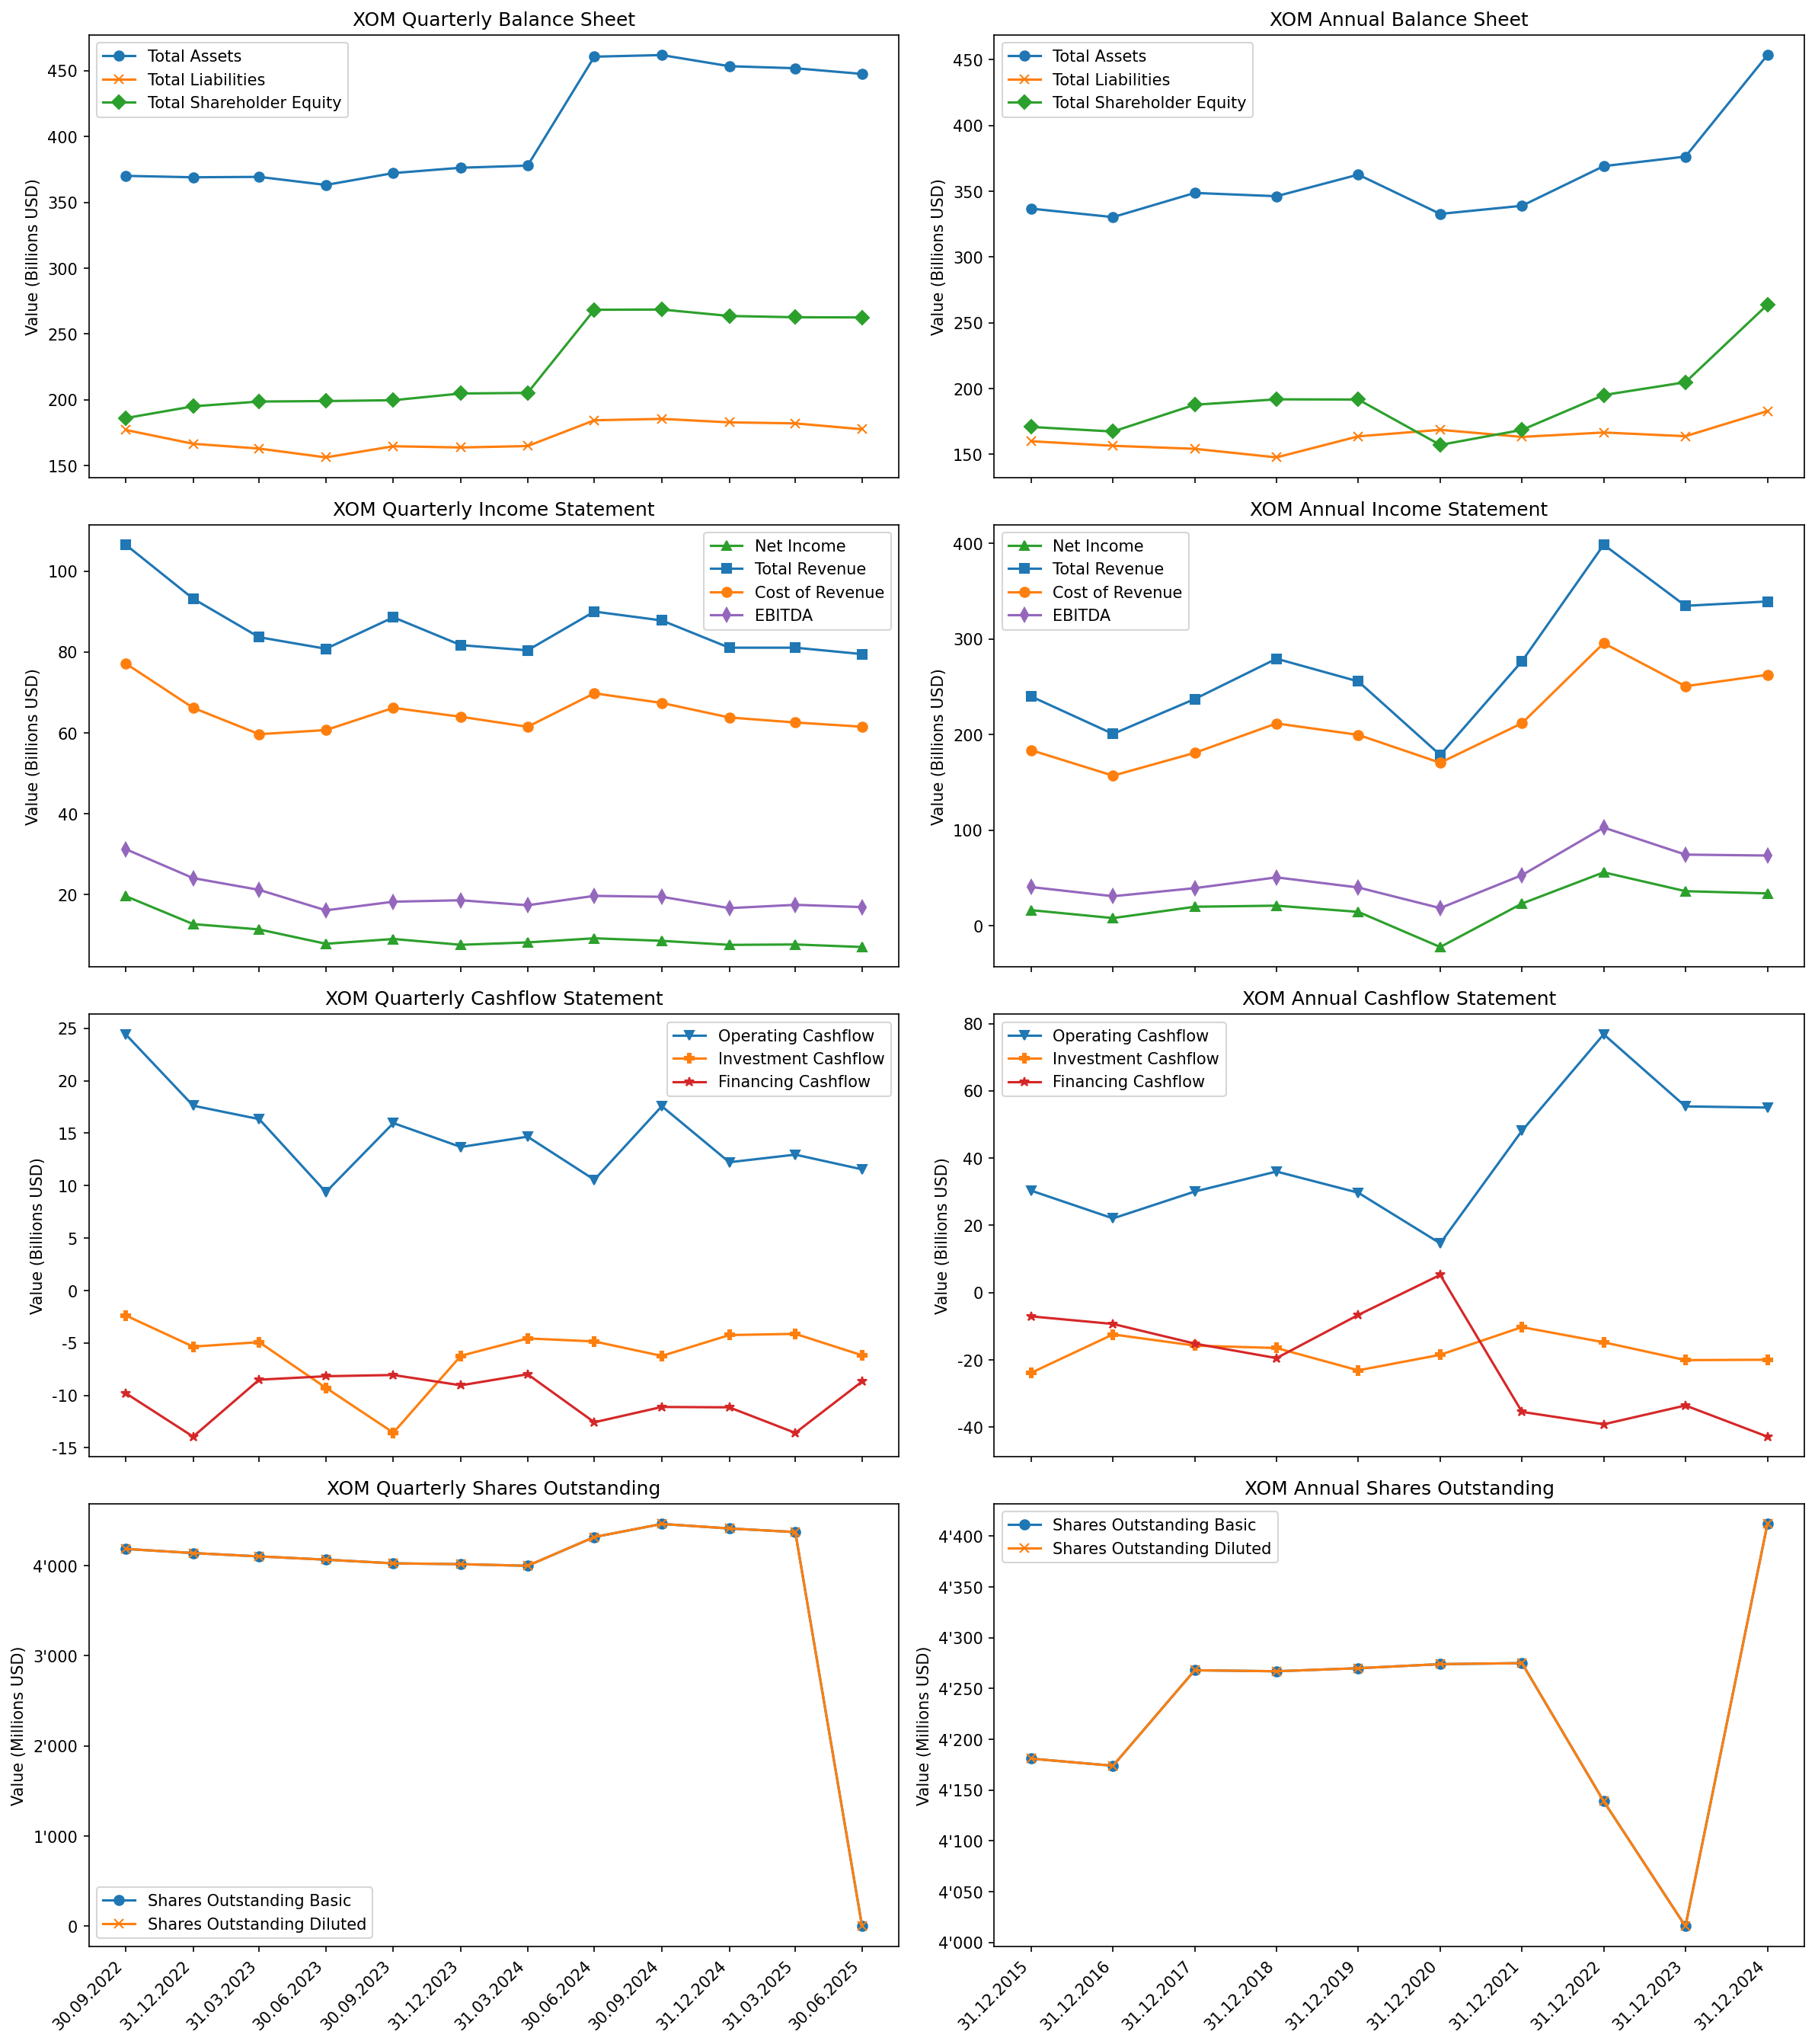 XOM Quarterly Balance Sheet
Value (Billions USD)
450
400
350
300
250
200
150
Total Assets
Total Liabilities
Total Shareholder Equity
XOM Annual Balance Sheet
Value (Billions USD)
450
400
350
300
250
200
150
Total Assets
Total Liabilities
Total Shareholder Equity
XOM Quarterly Income Statement
Value (Billions USD)
100
80
60
40
20
Net Income
Total Revenue
Cost of Revenue
EBITDA
XOM Annual Income Statement
Value (Billions USD)
400
300
200
100
0
Net Income
Total Revenue
Cost of Revenue
EBITDA
XOM Quarterly Cashflow Statement
Value (Billions USD)
25
20
15
10
5
0
-5
-10
-15
Operating Cashflow
Investment Cashflow
Financing Cashflow
XOM Annual Cashflow Statement
Value (Billions USD)
80
60
40
20
0
-20
-40
Operating Cashflow
Investment Cashflow
Financing Cashflow
XOM Quarterly Shares Outstanding
Value (Millions USD)
4'000
3'000
2'000
1'000
0
Shares Outstanding Basic
Shares Outstanding Diluted
30.09.2022
31.12.2022
31.03.2023
30.06.2023
30.09.2023
31.12.2023
31.03.2024
30.06.2024
30.09.2024
31.12.2024
31.03.2025
30.06.2025
XOM Annual Shares Outstanding
Value (Millions USD)
4'400
4'350
4'300
4'250
4'200
4'150
4'100
4'050
4'000
Shares Outstanding Basic
Shares Outstanding Diluted
31.12.2015
31.12.2016
31.12.2017
31.12.2018
31.12.2019
31.12.2020
31.12.2021
31.12.2022
31.12.2023
31.12.2024